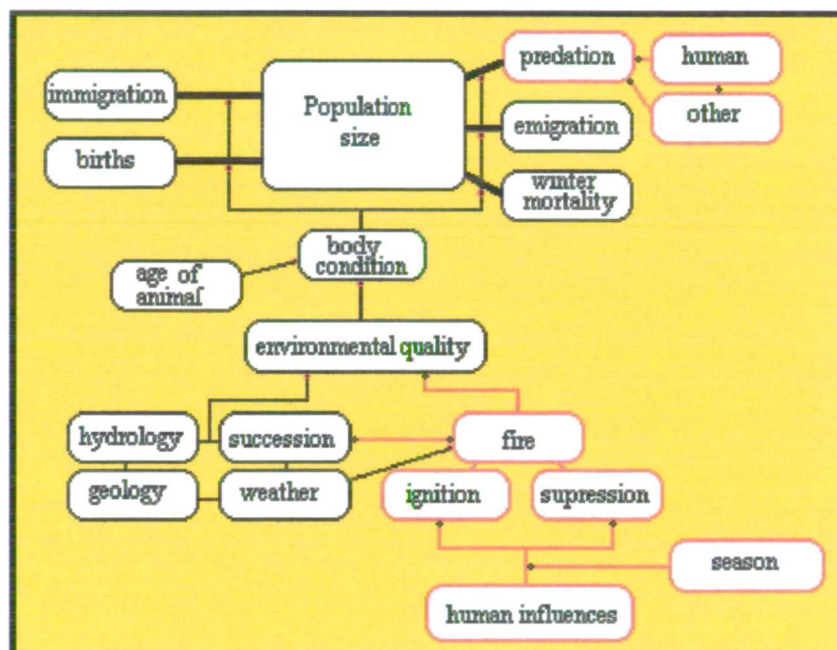 predation
human
immigration
Population
size
other
emigration
births
winter
mortality
body
condition
age of
animal
environmental quality
hydrology
succession
fire
geology
weather
ignition
supression
season
human influences